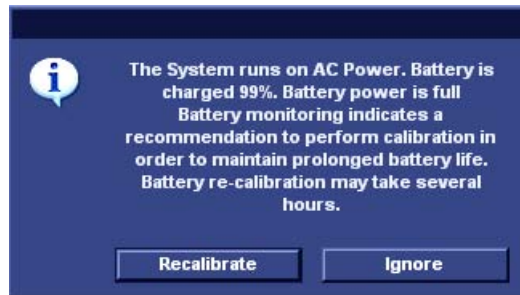 The System runs on AC Power. Battery is
charged 99%. Battery power is full
Battery monitoring indicates a
recommendation to perform calibration in
order to maintain prolonged battery life.
Battery re-calibration may take several
hours.
Recalibrate
Ignore